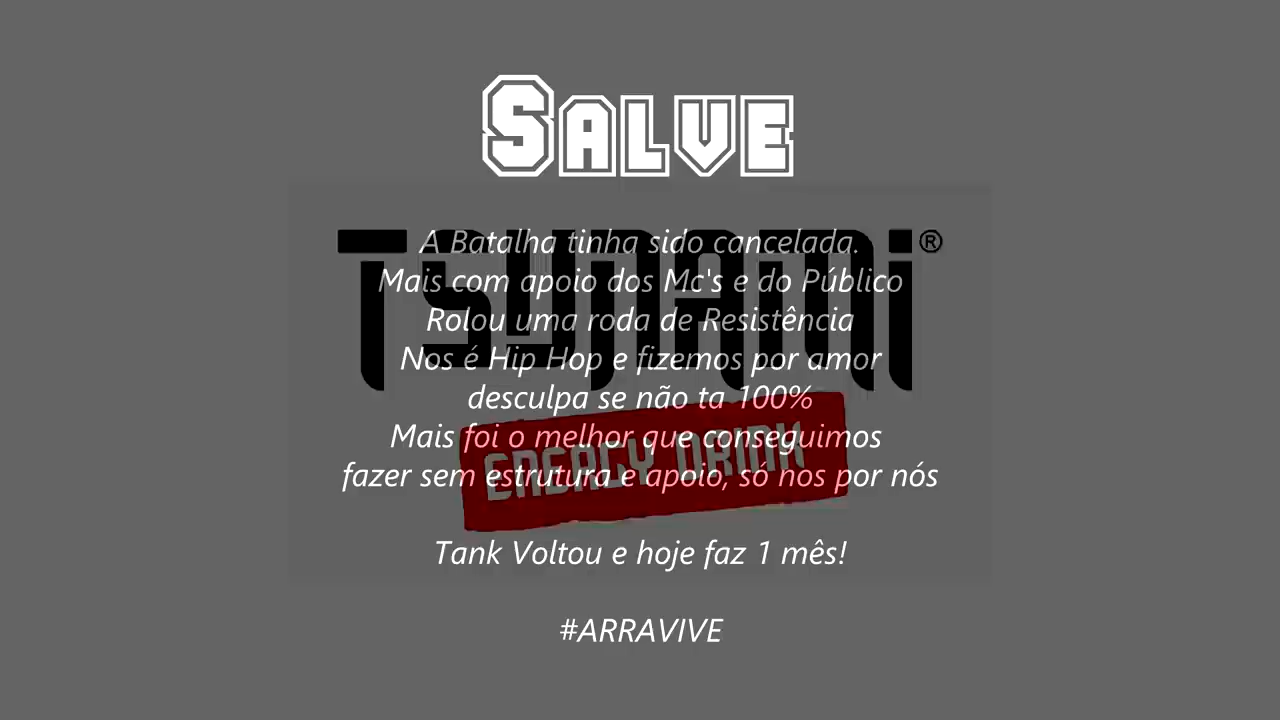 Salve
TSUNAMI®
A Batalha tinha sido cancelada.
Mais com apoio dos Mc's e do Público
Rolou uma roda de Resistência
Nos é Hip Hop e fizemos por amor
desculpa se não ta 100%
Mais foi o melhor que conseguimos
fazer sem estrutura e apoio, só nos por nós
ENERGY DRINK
Tank Voltou e hoje faz 1 mês!
#ARRAVIVE